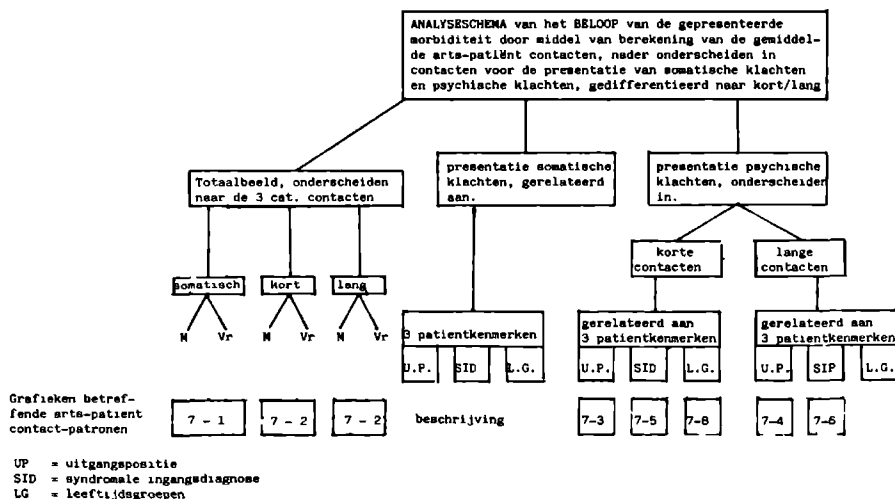 ANALYSESCHEMA van het BELOOP van de gepresenteerde
morbiditeit door middel van berekening van de gemiddel-
de arts-patiënt contacten, nader onderscheiden in
contacten voor de presentatie van somatische klachten
en psychische klachten, gedifferentieerd naar kort/lang
Totaalbeeld, onderscheiden
naar de 3 cat. contacten
presentatie somatische
klachten, gerelateerd
aan.
presentatie psychische
klachten, onderscheiden
in.
korte
contacten
lange
contacten
somatisch kort lang
M Vr M Vr M Vr
3 patientkenmerken
gerelateerd aan
3 patientkenmerken
gerelateerd aan
3 patientkenmerken
U.P. SID L.G. U.P. SID L.G. U.P. SIP L.G.
Grafieken betref-
fende arts-patient
contact-patronen
7 - 1 7 - 2 7 - 2 beschrijving 7-3 7-5 7-8 7-4 7-6
UP = uitgangspositie
SID = syndromale ingangsdiagnose
LG = leeftijdsgroepen